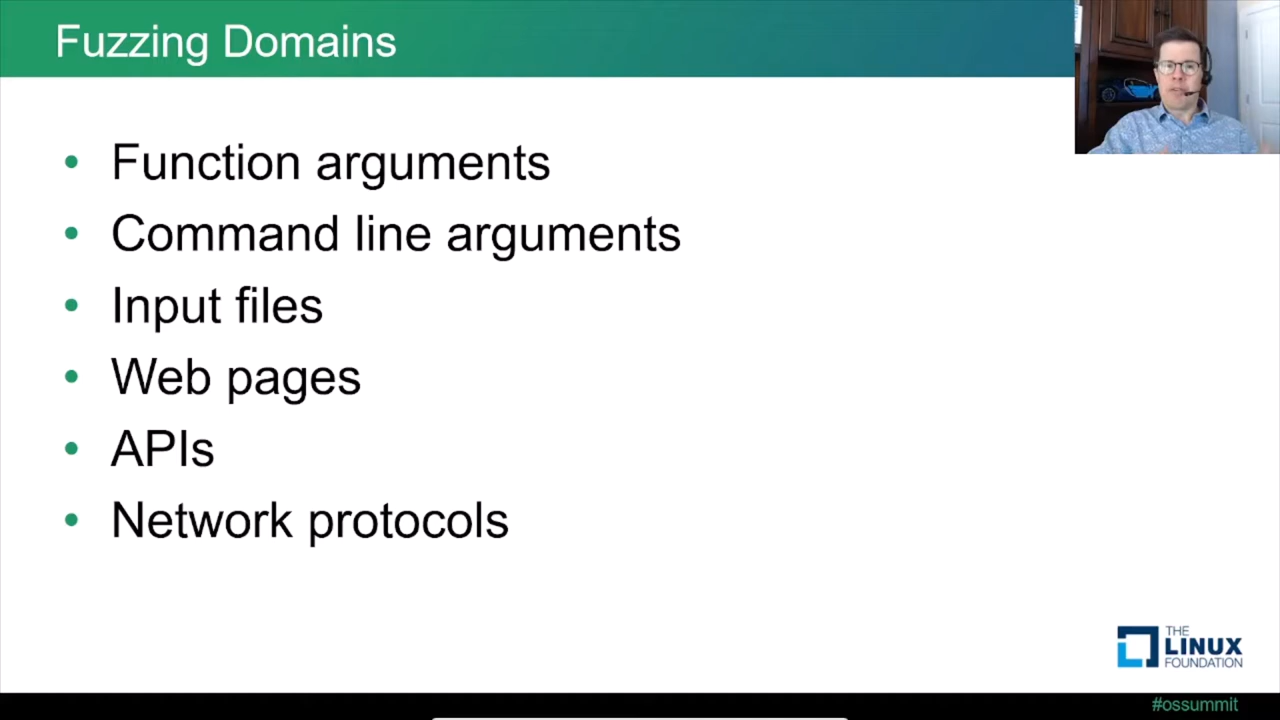 Fuzzing Domains
• Function arguments
• Command line arguments
• Input files
• Web pages
• APIs
• Network protocols
THE
LINUX
FOUNDATION
#ossummit